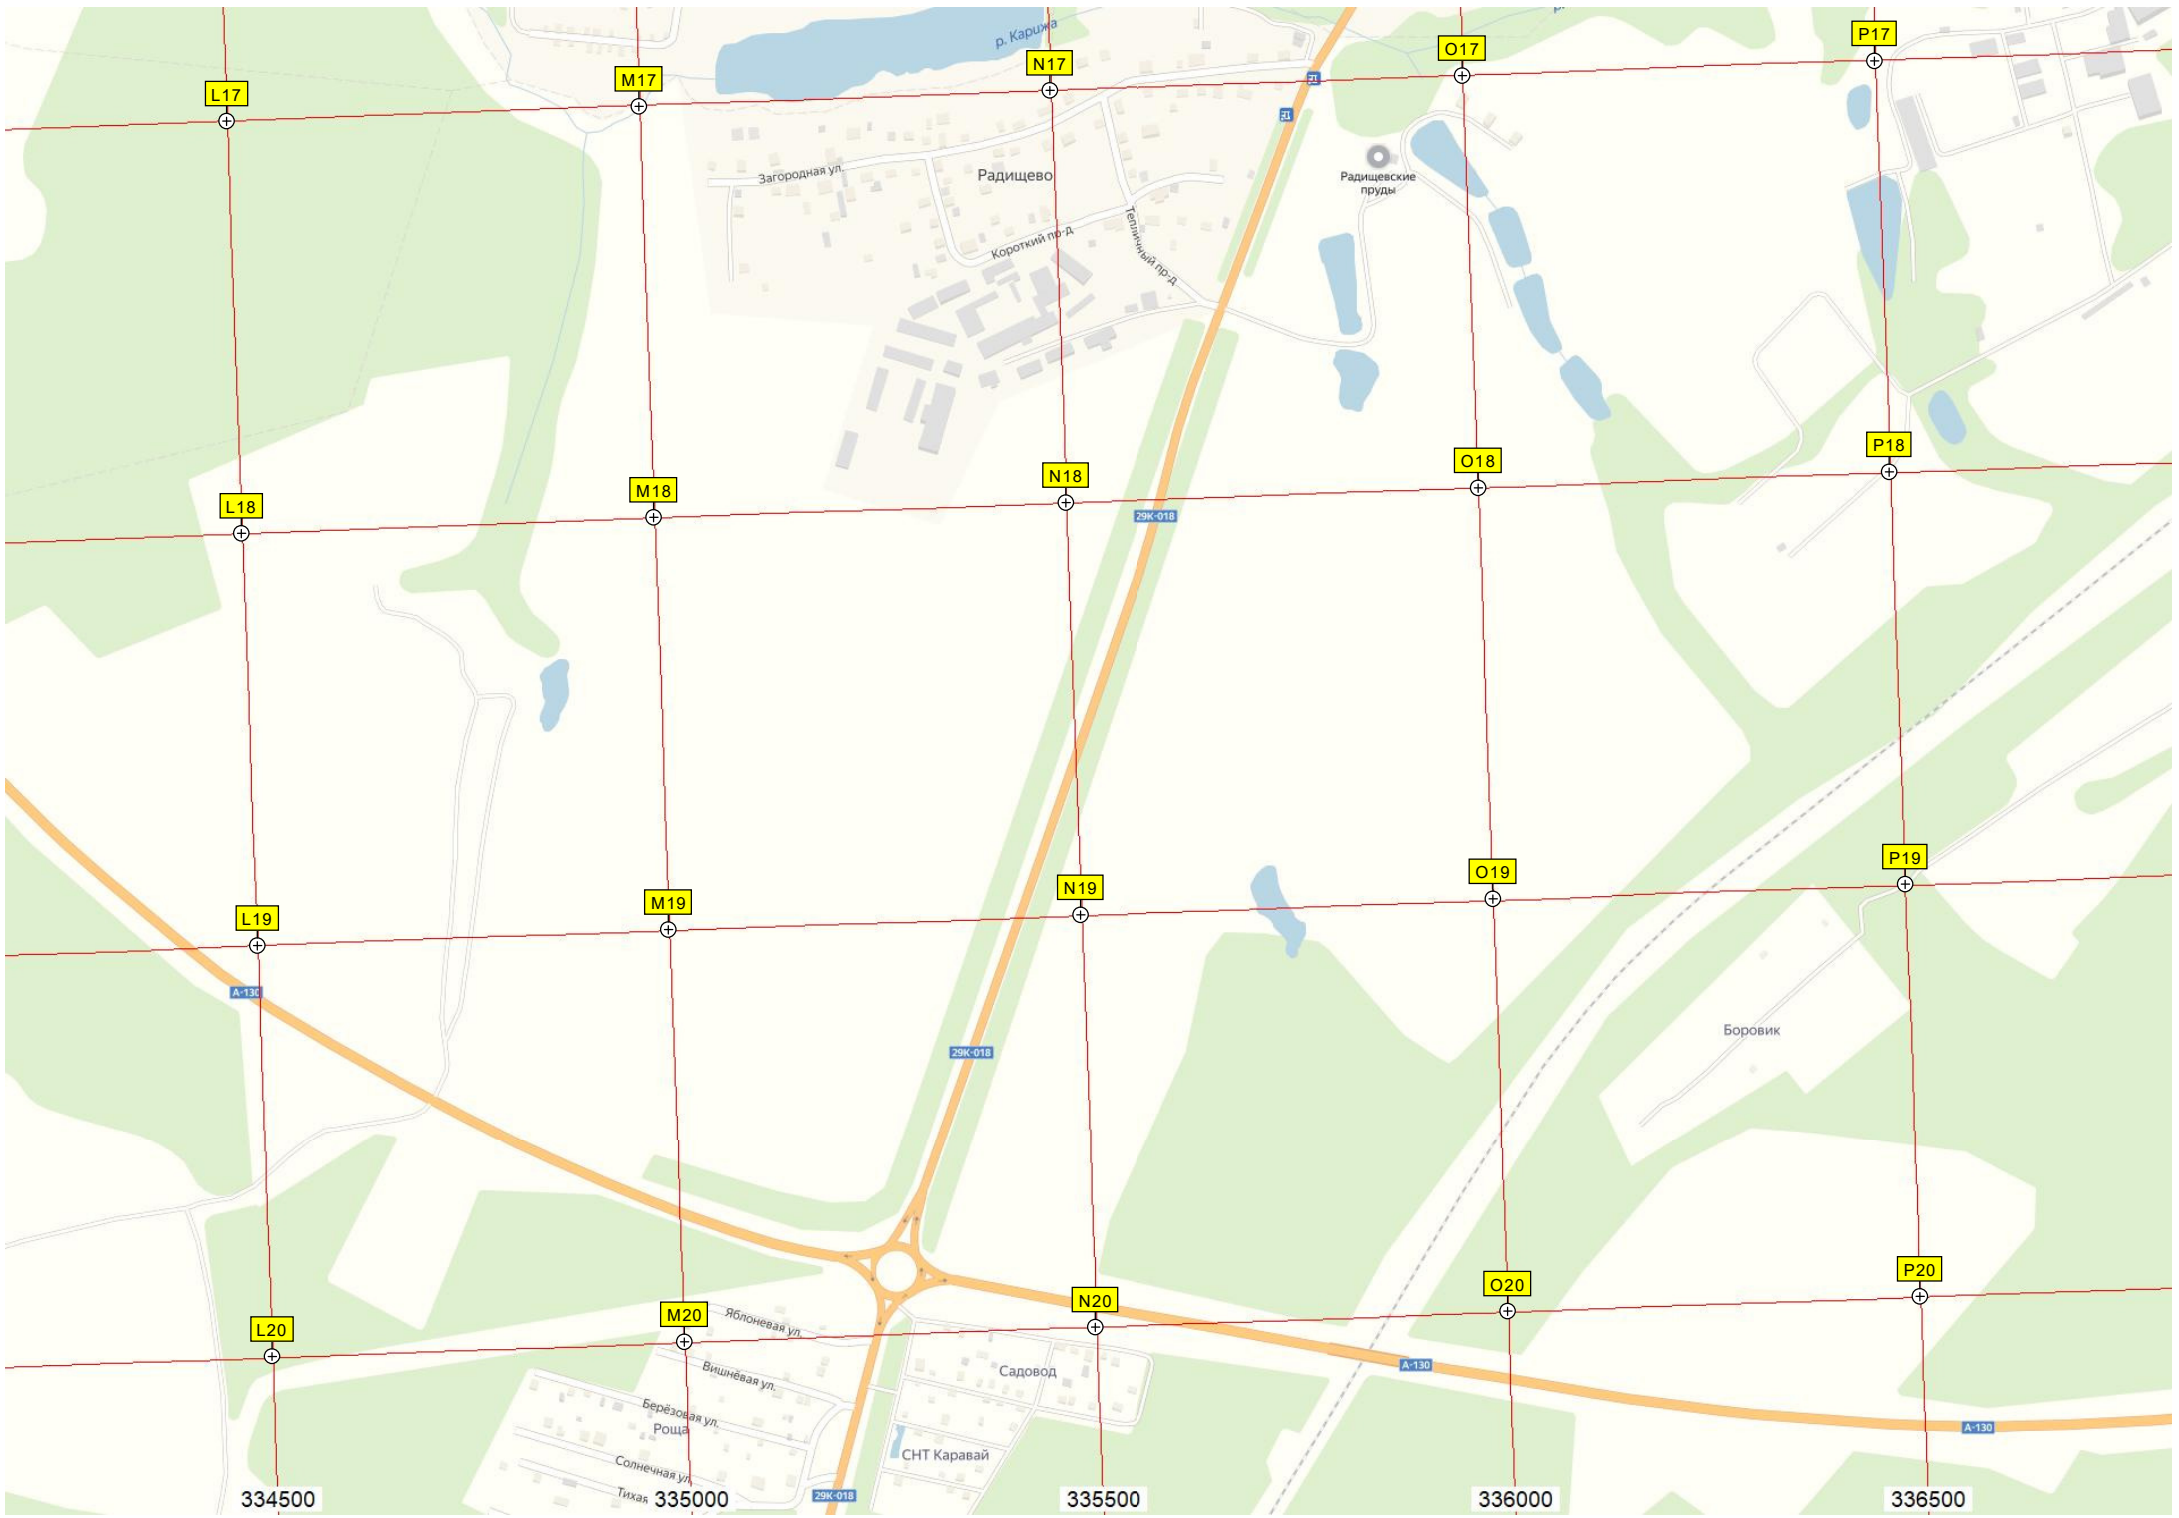 P17
р. Карижа
O17
N17
M17
L17
Загородная ул.
Радищево
Радищевские
пруды
Короткий пр-д
Тепличный пр-д
P18
O18
N18
M18
L18
29К-018
P19
O19
N19
M19
L19
А-130
Боровик
29К-018
P20
O20
N20
M20
L20
Яблоневая ул.
Вишнёвая ул.
Садовод
А-130
Берёзовая ул.
Роща
А-130
СНТ Каравай
Солнечная ул.
Тихая
29К-018
334500
335000
335500
336000
336500